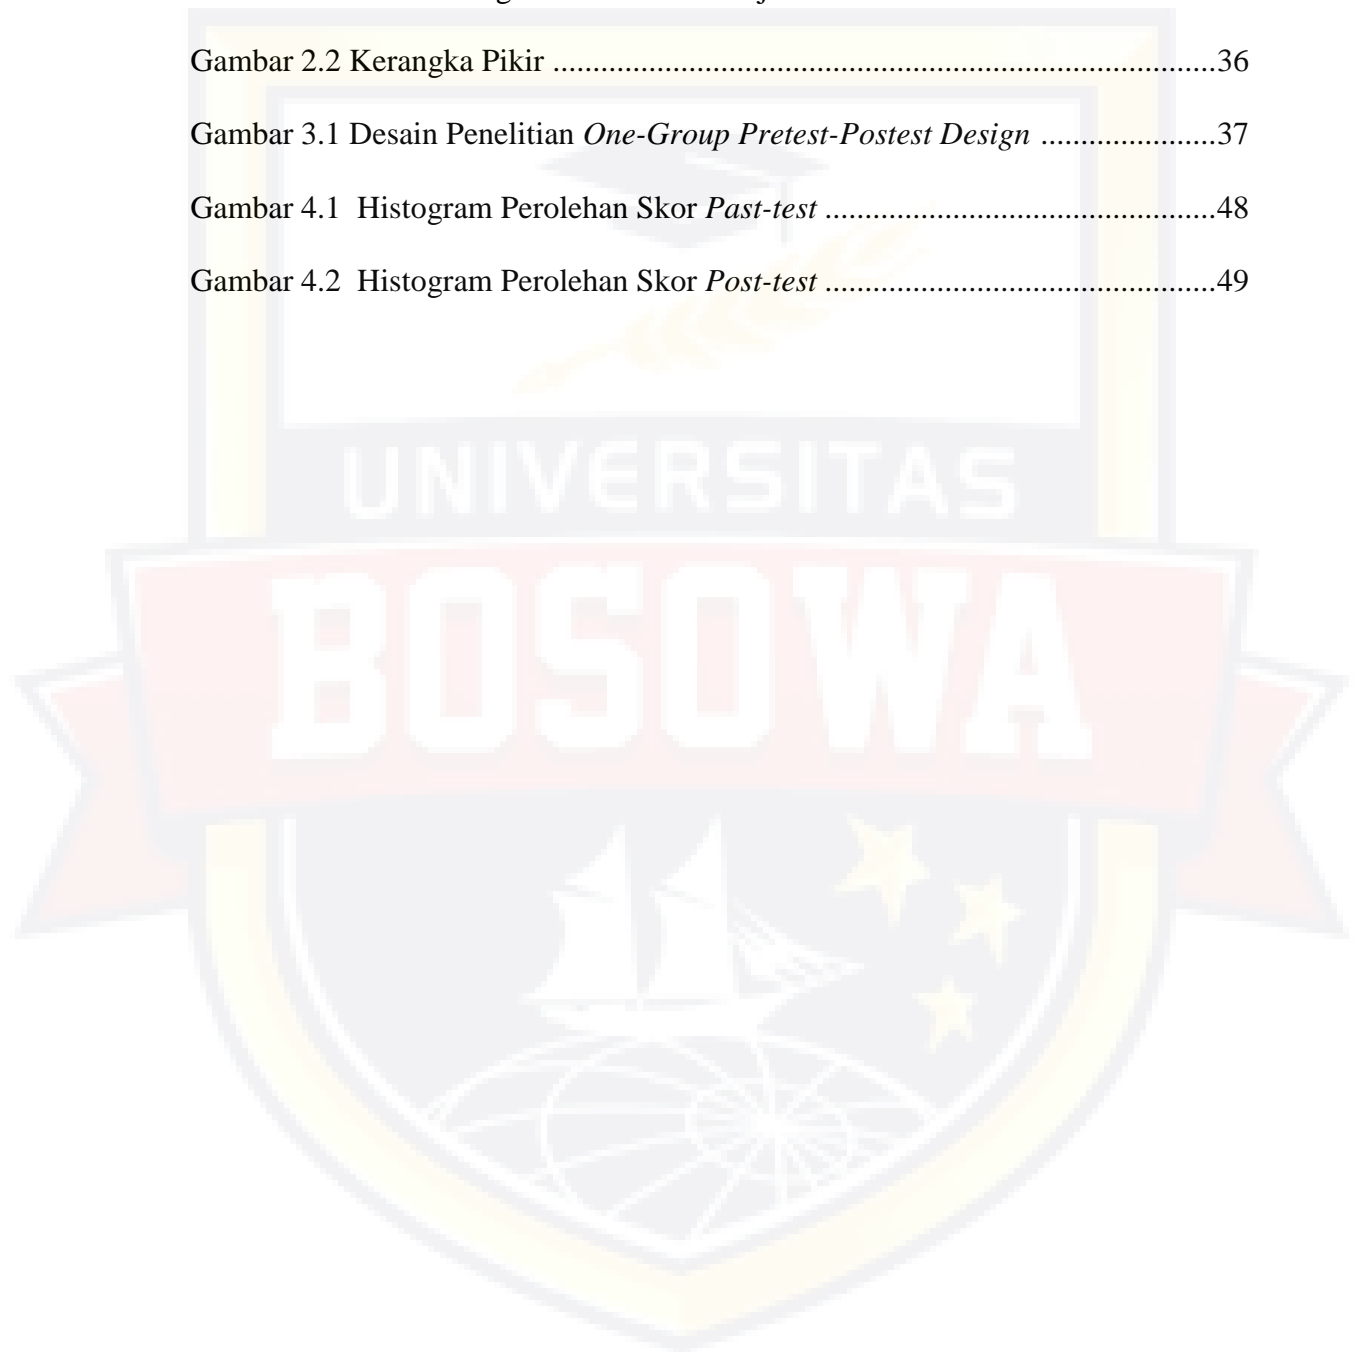 Gambar 2.2 Kerangka Pikir ...................................................................................36
Gambar 3.1 Desain Penelitian One-Group Pretest-Postest Design ......................37
Gambar 4.1  Histogram Perolehan Skor Past-test .................................................48
Gambar 4.2  Histogram Perolehan Skor Post-test .................................................49
UNIVERSITAS
BOSOWA